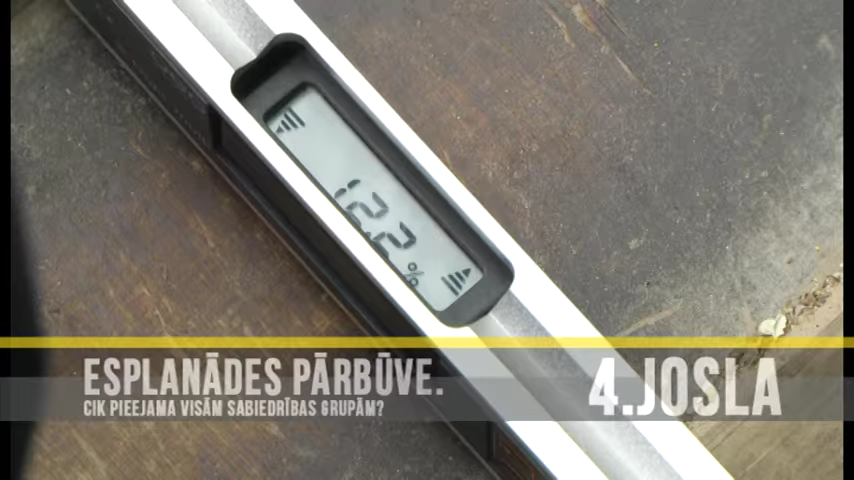 12.2 %
ESPLANĀDES PĀRBŪVE.
CIK PIEEJAMA VISĀM SABIEDRĪBAS GRUPĀM?
4.JOSLA